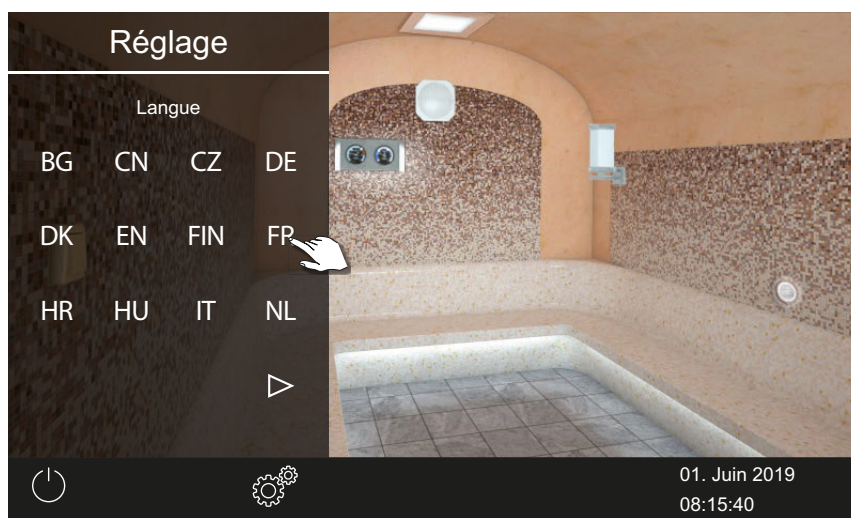 Réglage
Langue
BG CN CZ DE
DK EN FIN FR
HR HU IT NL
01. Juin 2019
08:15:40